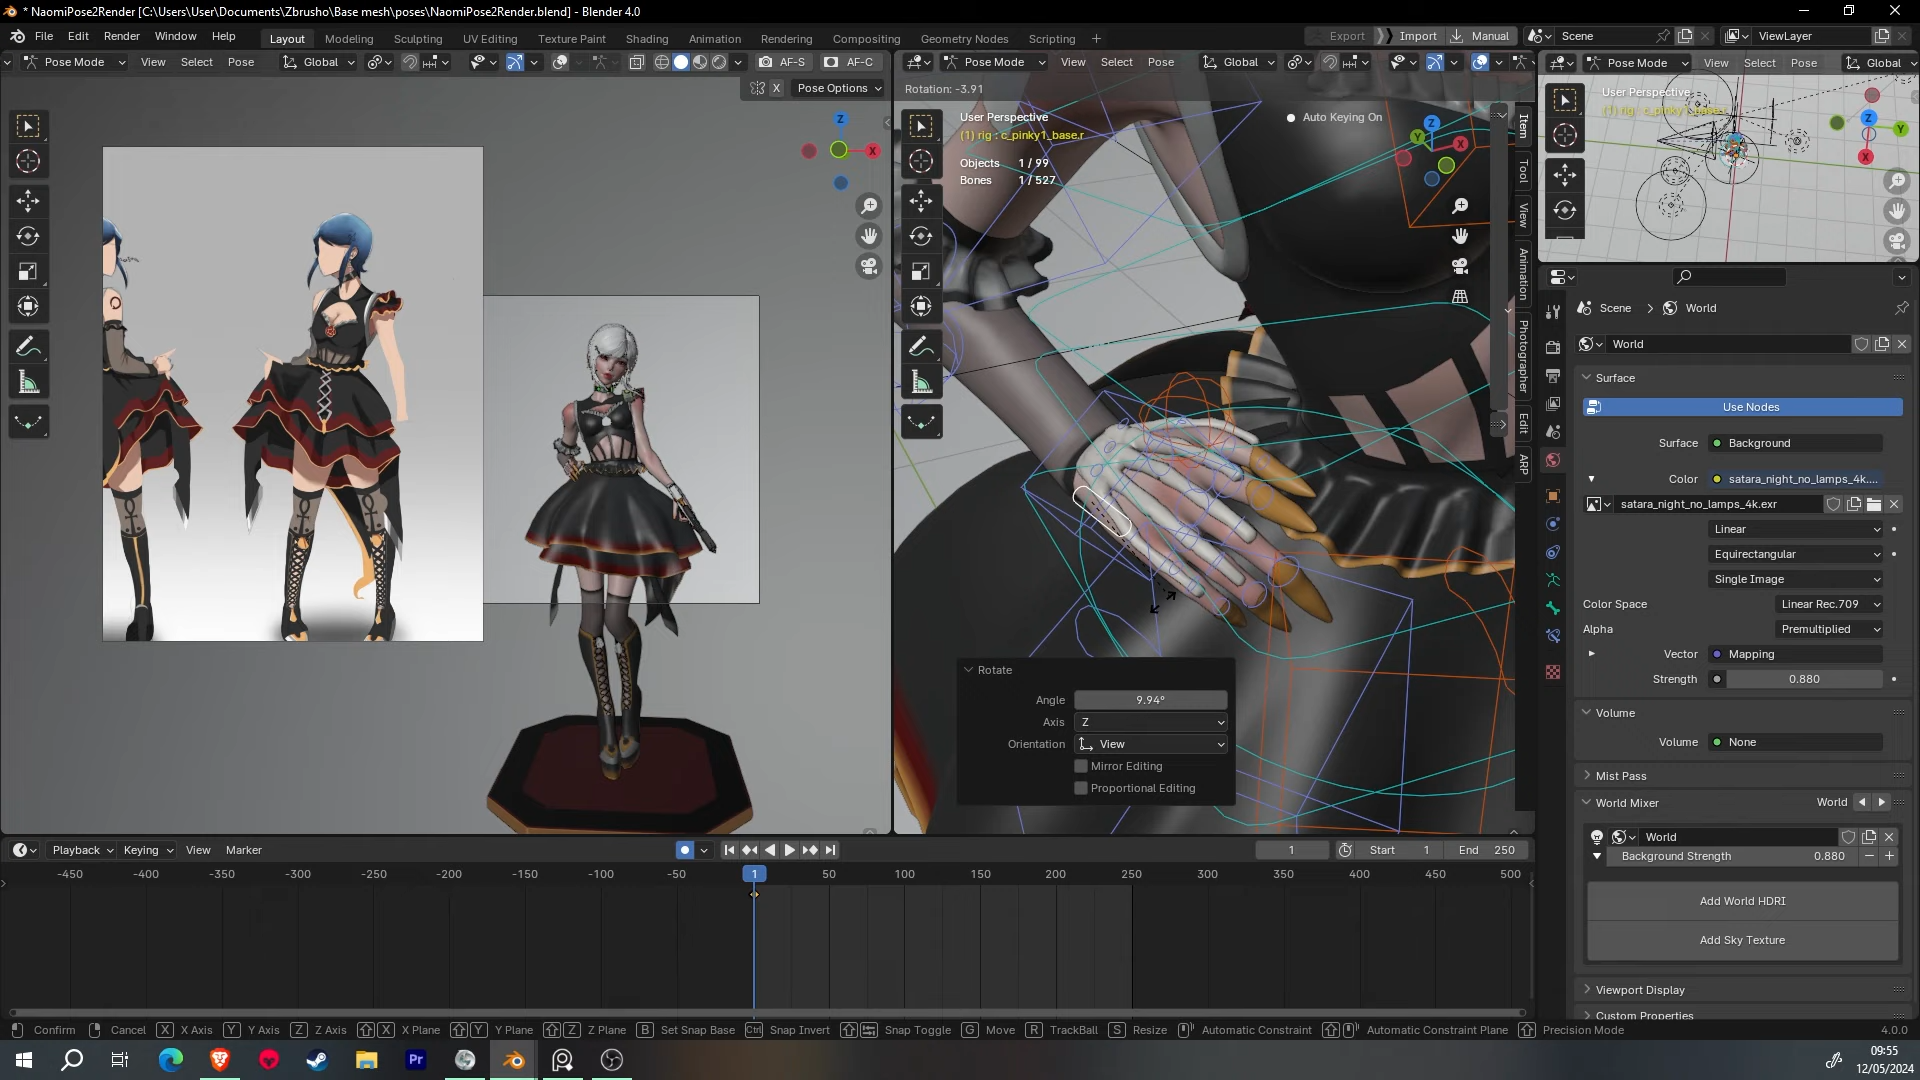 * NaomiPose2Render [C:\Users\User\Documents\Zbrusho\Base mesh\poses\NaomiPose2Render.blend] - Blender 4.0
File Edit Render Window Help
Layout Modeling Sculpting UV Editing Texture Paint Shading Animation Rendering Compositing Geometry Nodes Scripting +
Export Import Manual Scene ViewLayer
Pose Mode View Select Pose Global AF-S AF-C
Pose Mode View Select Pose Global
Pose Mode View Select Pose Global
X Pose Options
Rotation: -3.91
User Perspective
(1) rig : c_pinky1_base.r
Objects 1 / 99
Bones 1 / 527
Auto Keying On
Z
X
Z
Y
X
Item
Tool
View
Animation
Photographer
Edit
ARP
Rotate
Angle 9.94°
Axis Z
Orientation View
Mirror Editing
Proportional Editing
User Perspective
Z
Y
X
Scene > World
World
Surface
Use Nodes
Surface Background
Color satara_night_no_lamps_4k....
satara_night_no_lamps_4k.exr
Linear
Equirectangular
Single Image
Color Space Linear Rec.709
Alpha Premultiplied
Vector Mapping
Strength 0.880
Volume
Volume None
Mist Pass
World Mixer World
World
Background Strength 0.880
Add World HDRI
Add Sky Texture
Viewport Display
Custom Properties
Playback Keying View Marker
1 Start 1 End 250
-450 -400 -350 -300 -250 -200 -150 -100 -50 1 50 100 150 200 250 300 350 400 450 500
Confirm Cancel X X Axis Y Y Axis Z Z Axis X X Plane Y Y Plane Z Z Plane B Set Snap Base Ctrl Snap Invert Snap Toggle G Move R TrackBall S Resize Automatic Constraint Automatic Constraint Plane Precision Mode 4.0.0
Pr
09:55
12/05/2024